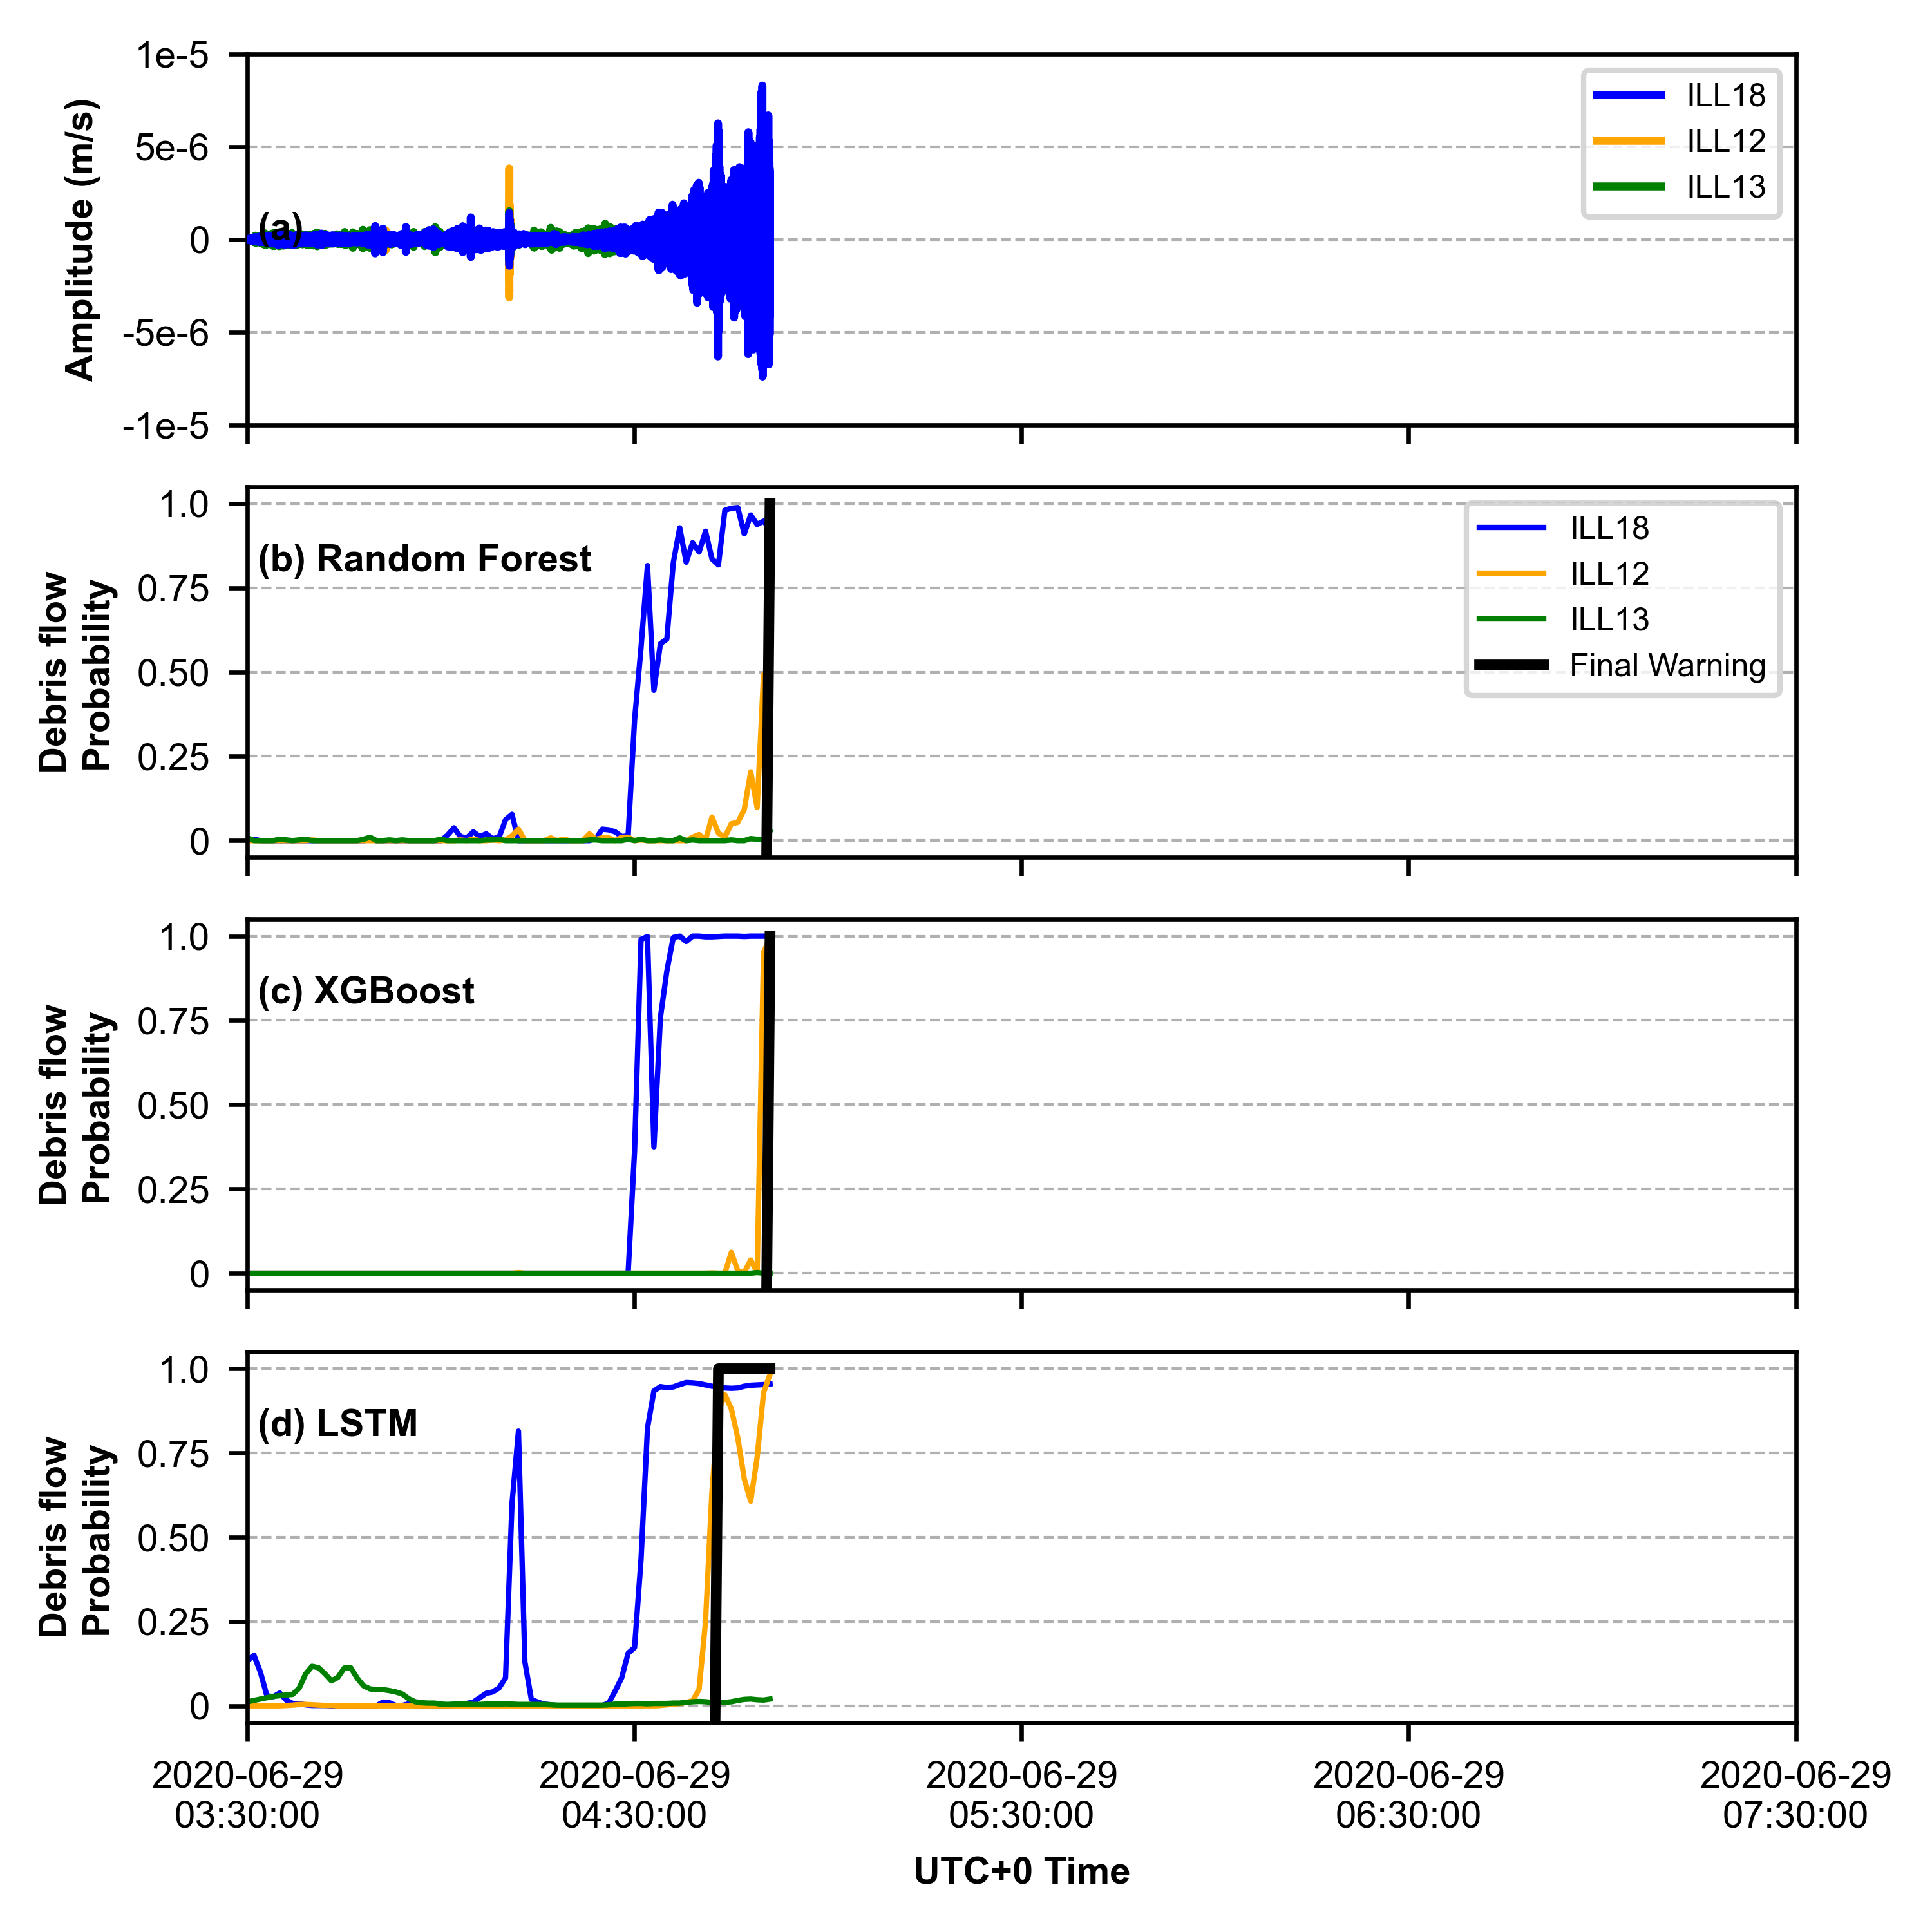 1e-5
5e-6
0
-5e-6
-1e-5
Amplitude (m/s)
(a)
ILL18
ILL12
ILL13
1.0
0.75
0.50
0.25
0
Debris flow
Probability
(b) Random Forest
ILL18
ILL12
ILL13
Final Warning
1.0
0.75
0.50
0.25
0
Debris flow
Probability
(c) XGBoost
1.0
0.75
0.50
0.25
0
Debris flow
Probability
(d) LSTM
2020-06-29 2020-06-29 2020-06-29 2020-06-29 2020-06-29
03:30:00 04:30:00 05:30:00 06:30:00 07:30:00
UTC+0 Time